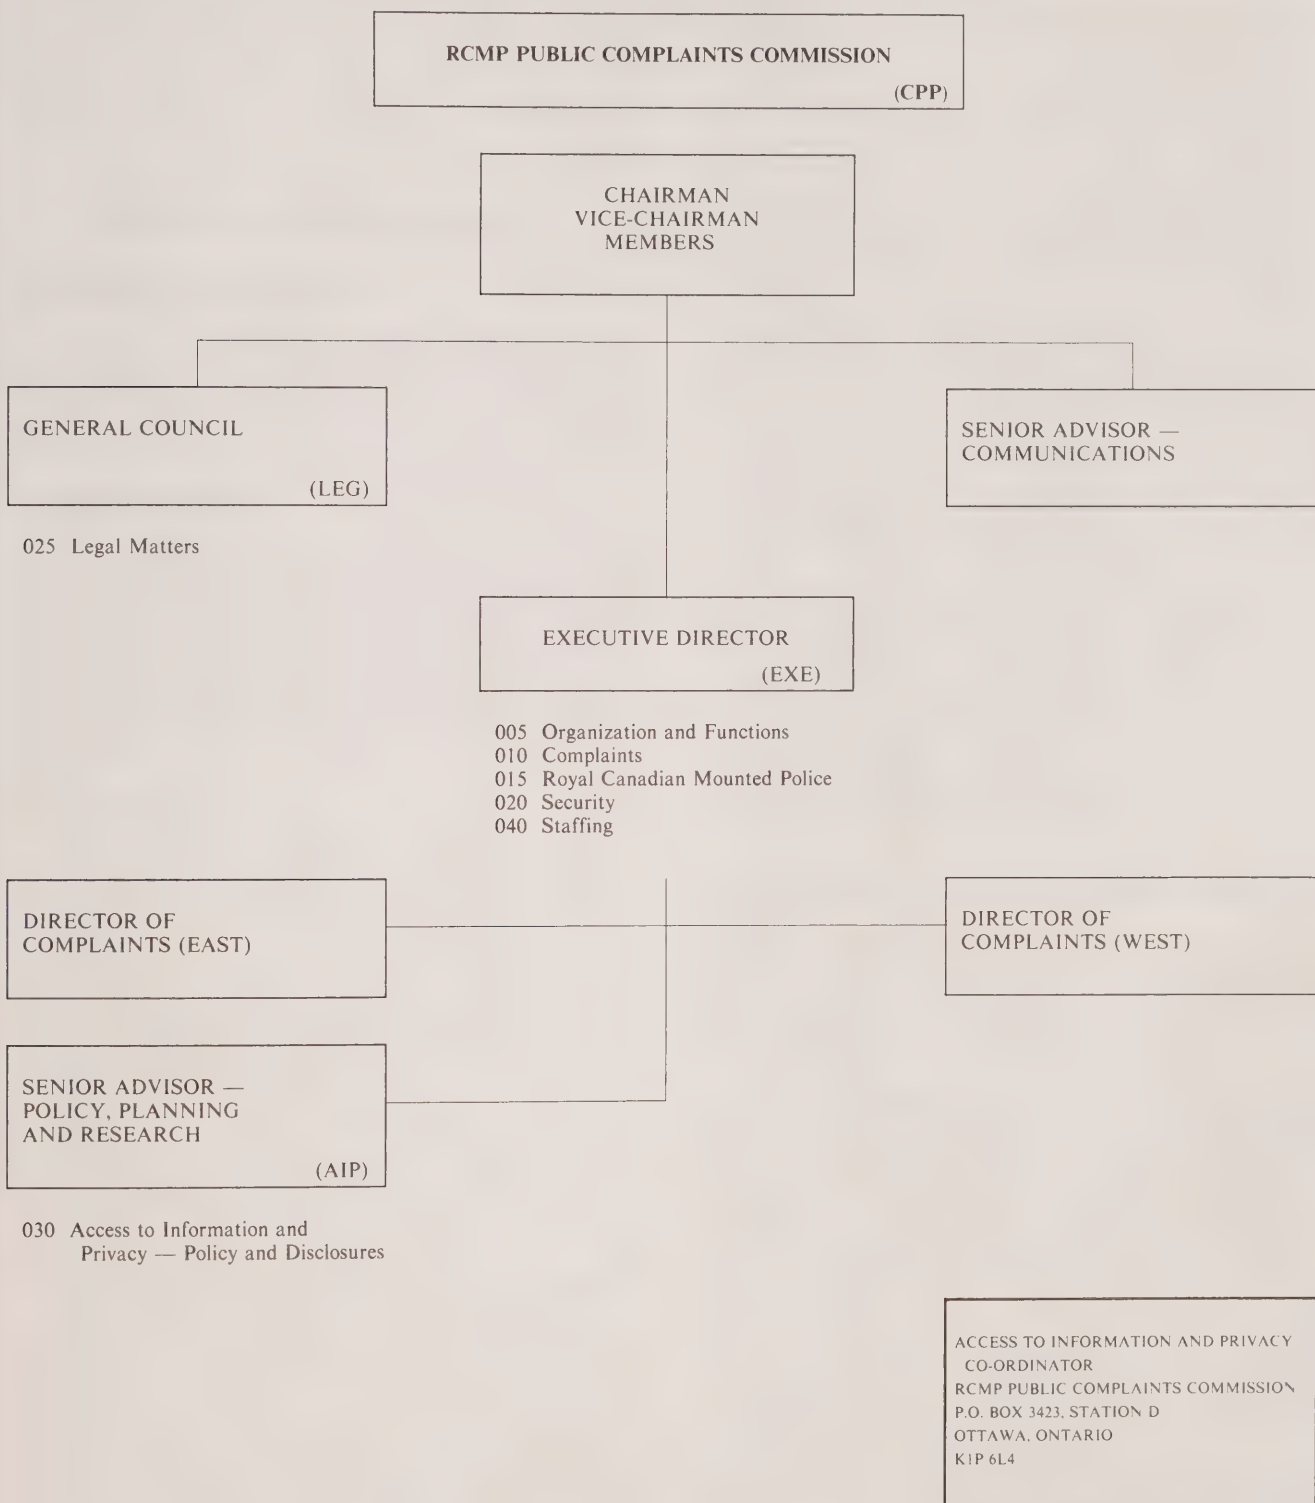 RCMP PUBLIC COMPLAINTS COMMISSION
(CPP)
CHAIRMAN
VICE-CHAIRMAN
MEMBERS
GENERAL COUNCIL
(LEG)
025 Legal Matters
SENIOR ADVISOR —
COMMUNICATIONS
EXECUTIVE DIRECTOR
(EXE)
005 Organization and Functions
010 Complaints
015 Royal Canadian Mounted Police
020 Security
040 Staffing
DIRECTOR OF
COMPLAINTS (EAST)
DIRECTOR OF
COMPLAINTS (WEST)
SENIOR ADVISOR —
POLICY, PLANNING
AND RESEARCH
(AIP)
030 Access to Information and
Privacy — Policy and Disclosures
ACCESS TO INFORMATION AND PRIVACY
CO-ORDINATOR
RCMP PUBLIC COMPLAINTS COMMISSION
P.O. BOX 3423, STATION D
OTTAWA, ONTARIO
K1P 6L4